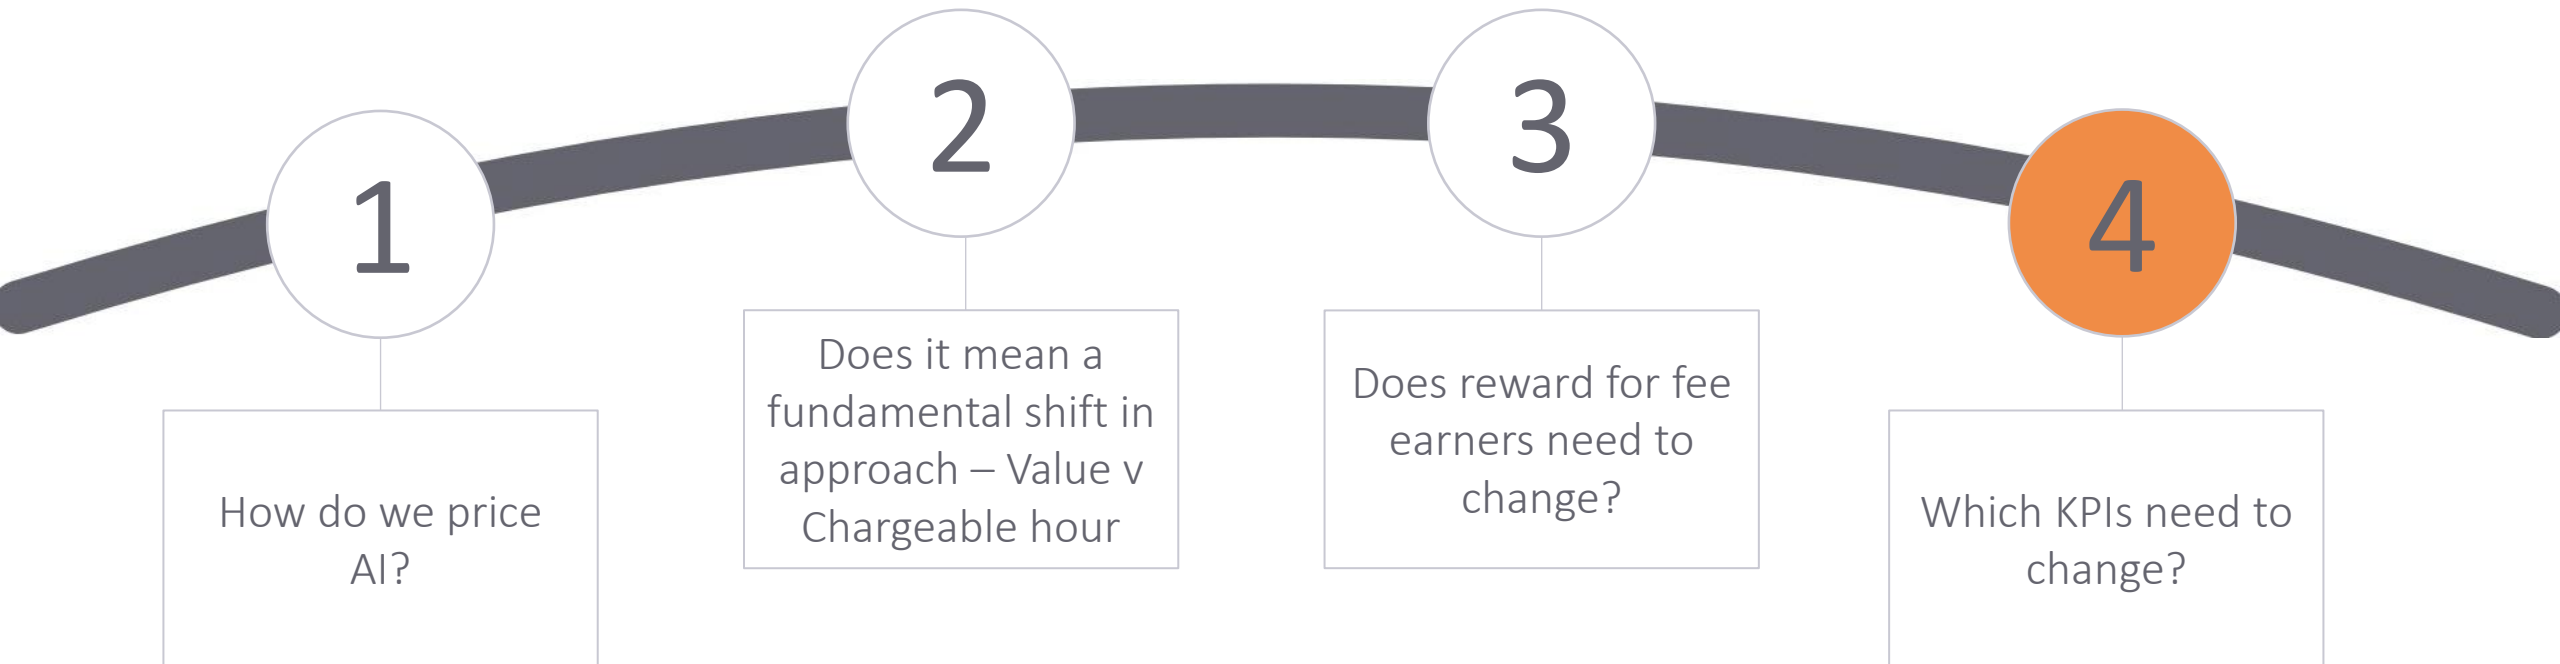 1
How do we price
AI?
2
Does it mean a
fundamental shift in
approach – Value v
Chargeable hour
3
Does reward for fee
earners need to
change?
4
Which KPIs need to
change?